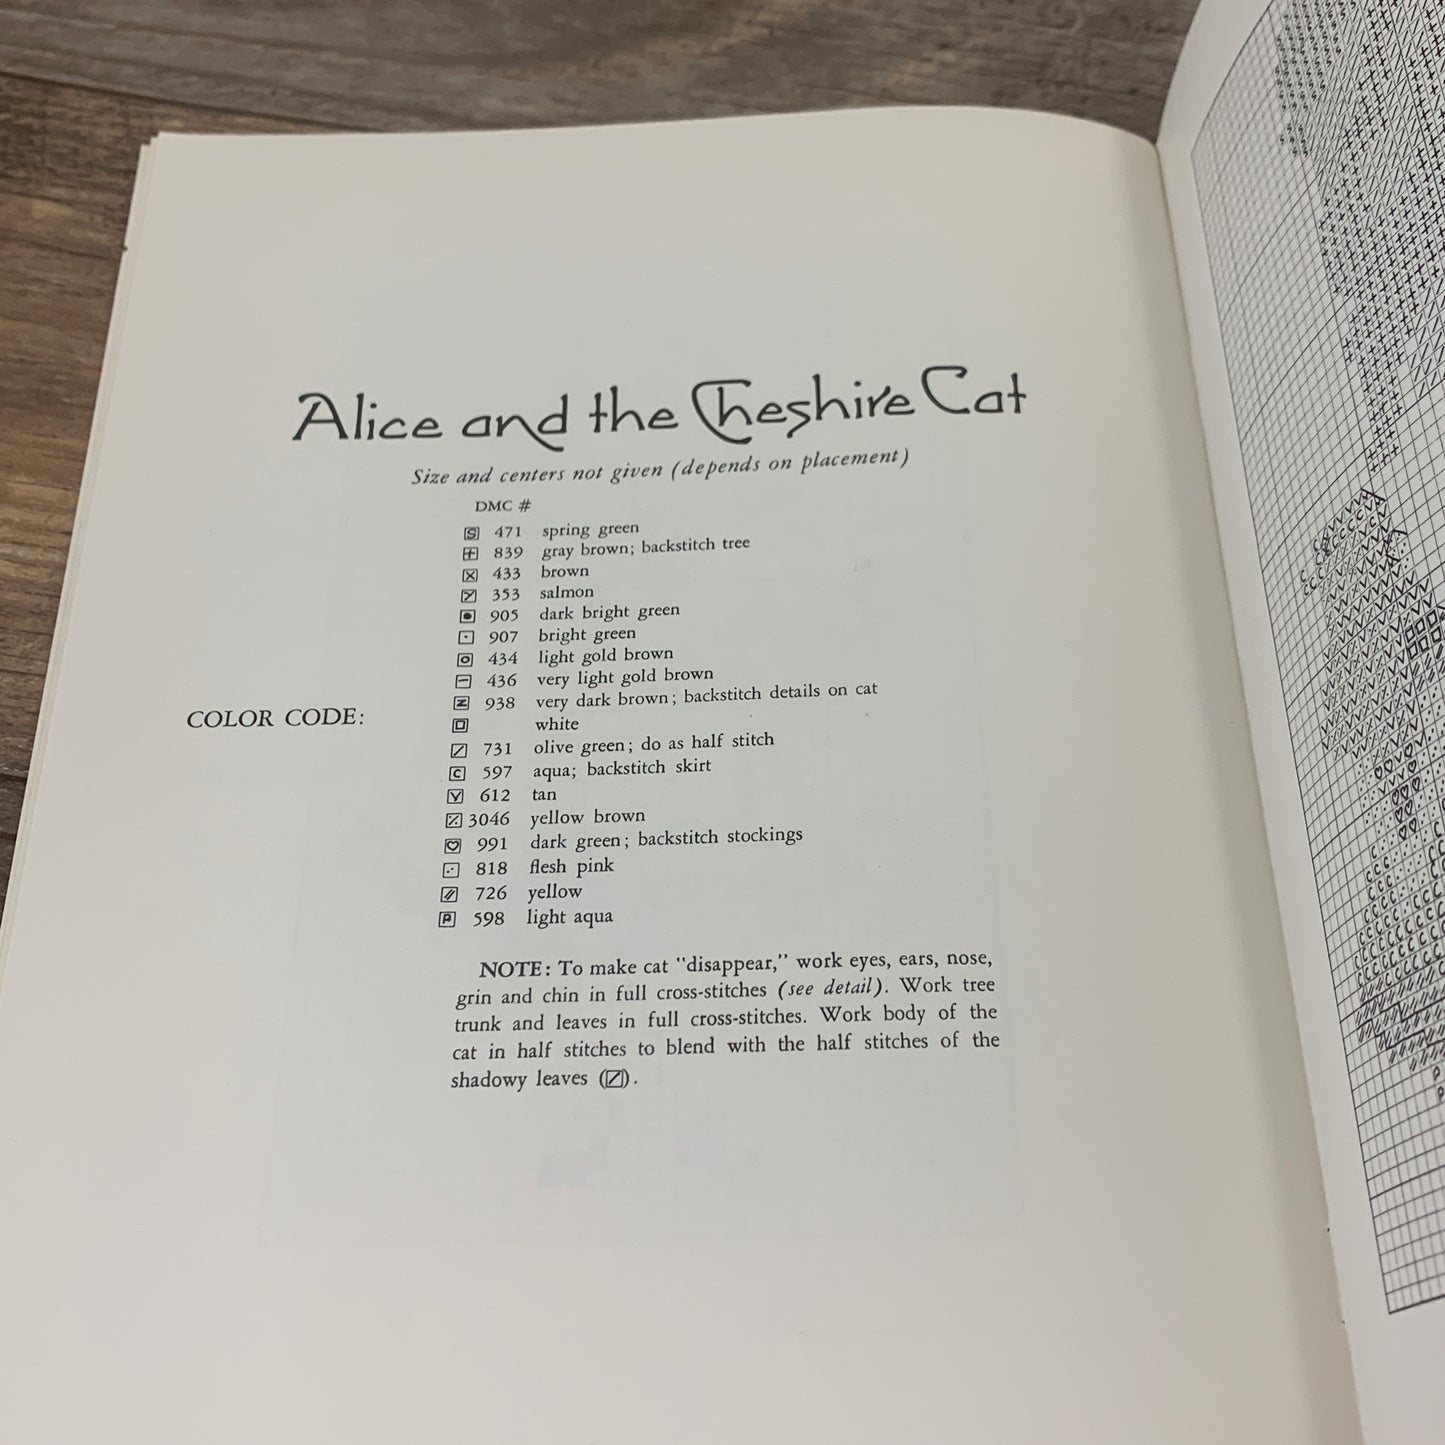 Alice and the Cheshire Cat
Size and centers not given (depends on placement)
DMC #
COLOR CODE:
S 471 spring green
+ 839 gray brown; backstitch tree
X 433 brown
353 salmon
● 905 dark bright green
· 907 bright green
O 434 light gold brown
− 436 very light gold brown
Z 938 very dark brown; backstitch details on cat
□ white
/ 731 olive green; do as half stitch
C 597 aqua; backstitch skirt
V 612 tan
⁒ 3046 yellow brown
♡ 991 dark green; backstitch stockings
818 flesh pink
// 726 yellow
P 598 light aqua
NOTE: To make cat "disappear," work eyes, ears, nose,
grin and chin in full cross-stitches (see detail). Work tree
trunk and leaves in full cross-stitches. Work body of the
cat in half stitches to blend with the half stitches of the
shadowy leaves (/).